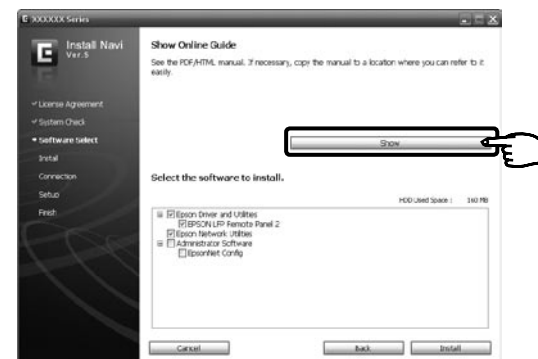 XXXXXX Series
Install Navi
Ver.5
License Agreement
System Check
Software Select
Install
Connection
Setup
Finish
Show Online Guide
See the PDF/HTML manual. If necessary, copy the manual to a location where you can refer to it
easily.
Show
Select the software to install.
HDD Used Space : 160 MB
Epson Driver and Utilities
EPSON LFP Remote Panel 2
Epson Network Utilities
Administrator Software
EpsonNet Config
Cancel
Back
Install